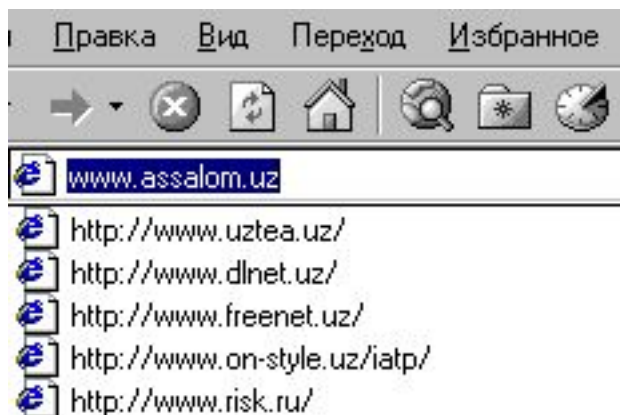 Правка Вид Переход Избранное
www.assalom.uz
http://www.uztea.uz/
http://www.dlnet.uz/
http://www.freenet.uz/
http://www.on-style.uz/iatp/
http://www.risk.ru/